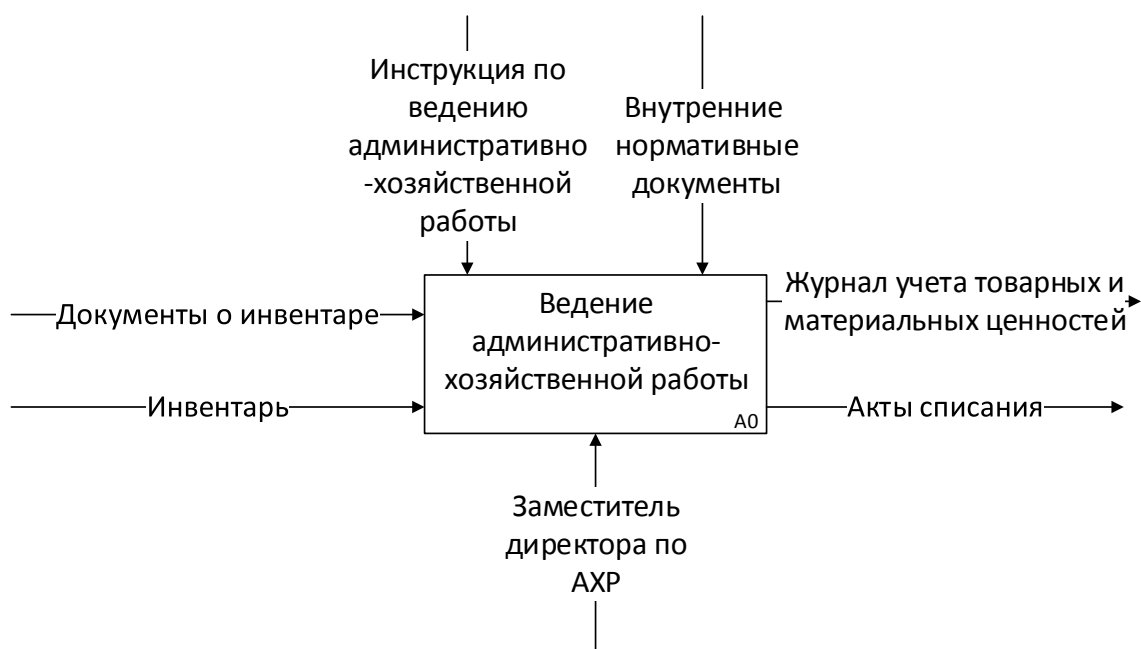 Инструкция по
ведению
административно
-хозяйственной
работы
Внутренние
нормативные
документы
Документы о инвентаре
Инвентарь
Ведение
административно-
хозяйственной работы
A0
Журнал учета товарных и
материальных ценностей
Акты списания
Заместитель
директора по
АХР